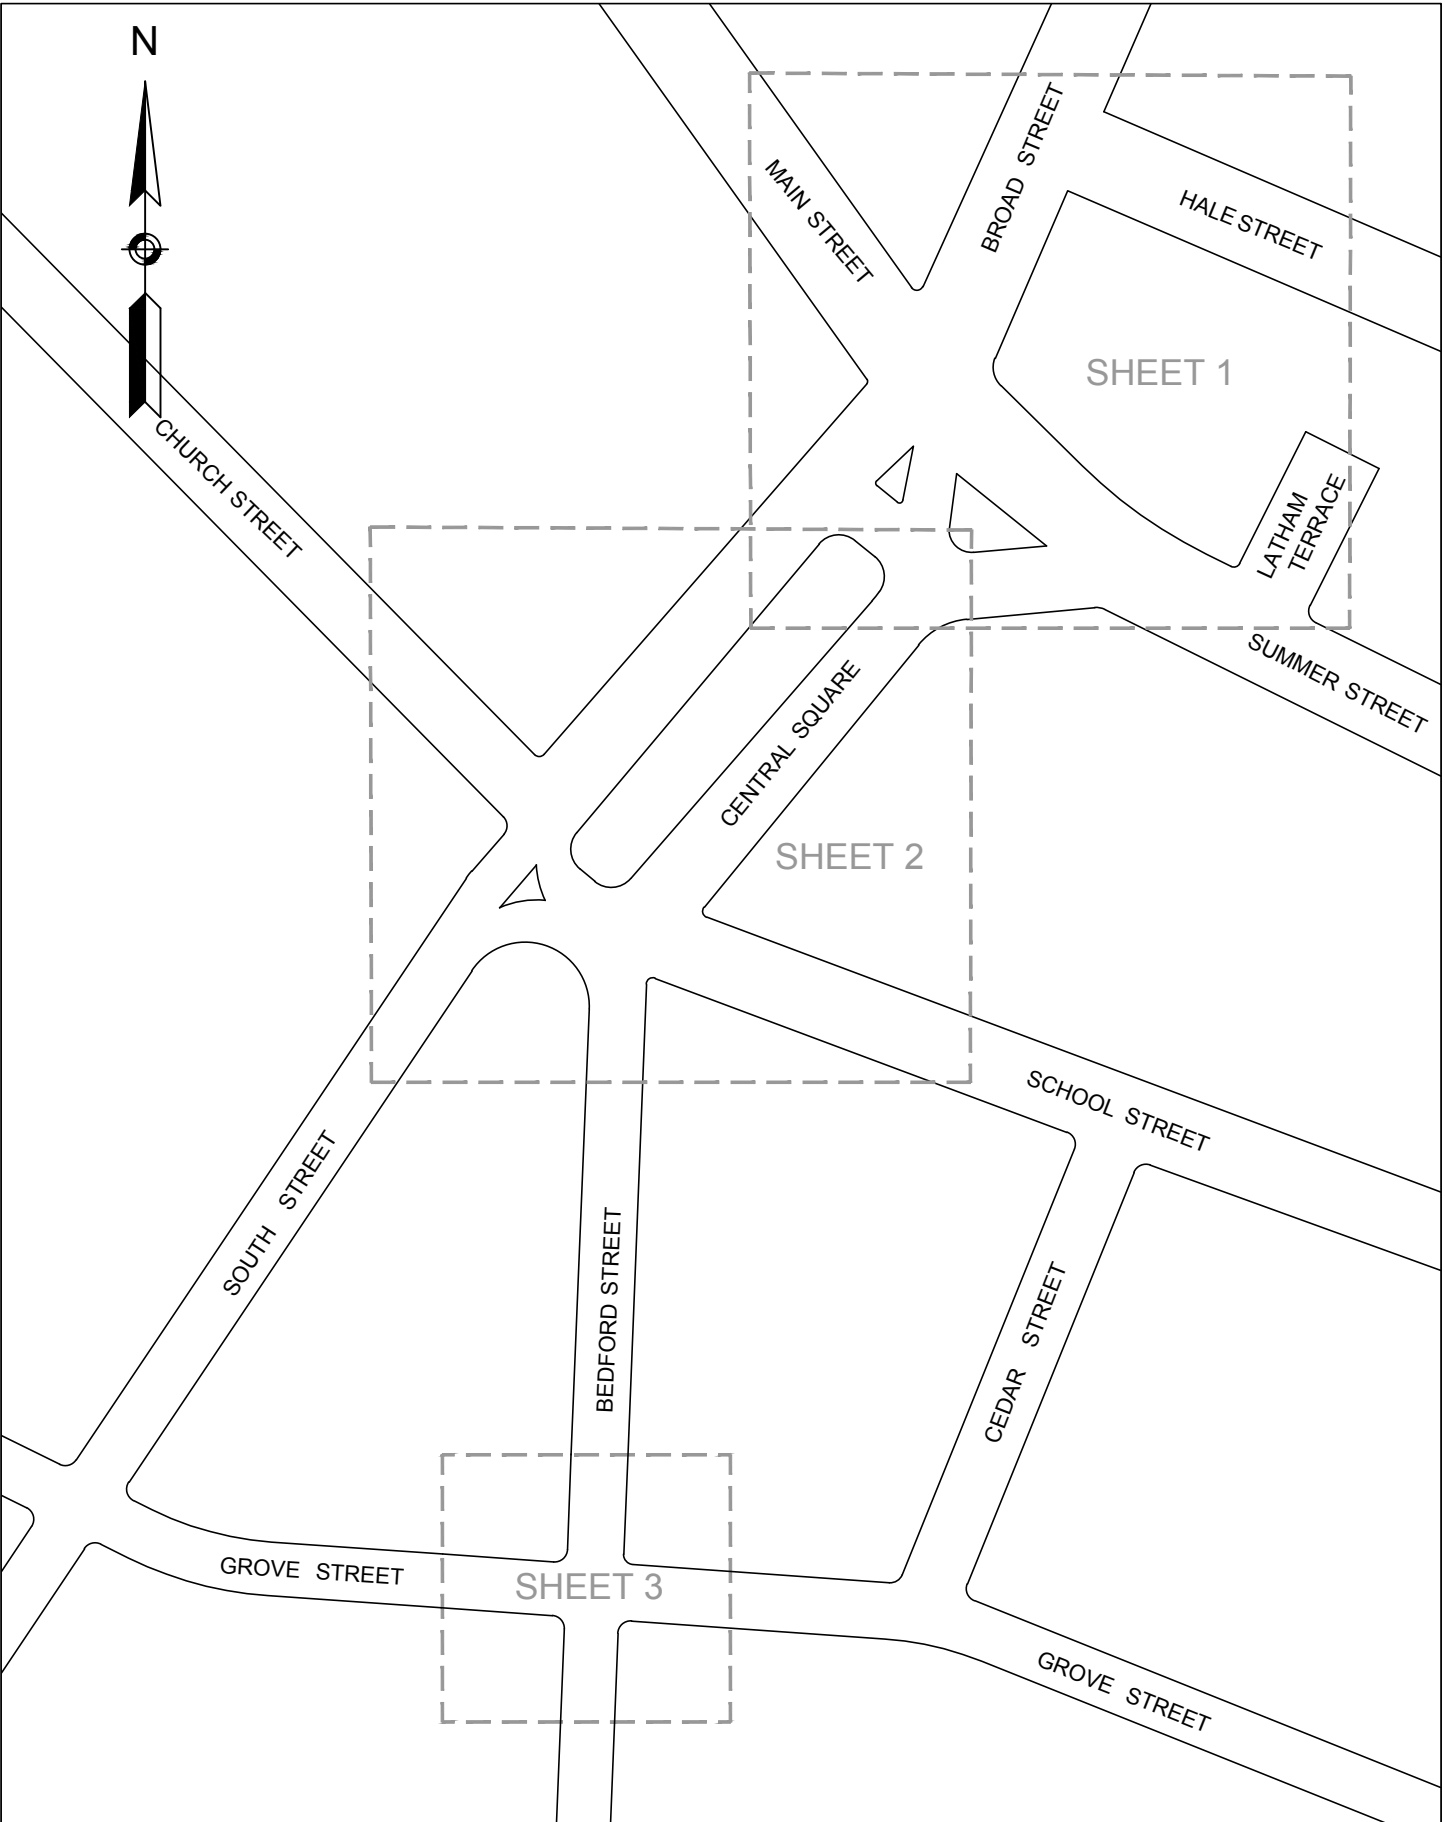 N
BROAD STREET
MAIN STREET
HALE STREET
SHEET 1
CHURCH STREET
LATHAM
TERRACE
SUMMER STREET
CENTRAL SQUARE
SHEET 2
SCHOOL STREET
SOUTH STREET
BEDFORD STREET
CEDAR STREET
GROVE STREET
SHEET 3
GROVE STREET